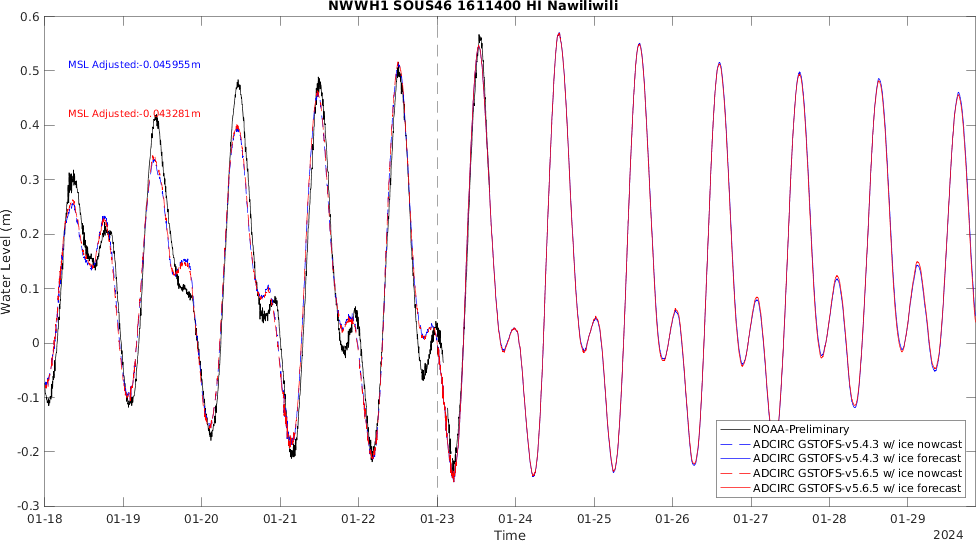 NWWH1 SOUS46 1611400 HI Nawiliwili
0.6
0.5
0.4
0.3
0.2
0.1
0
-0.1
-0.2
-0.3
Water Level (m)
MSL Adjusted:-0.045955m
MSL Adjusted:-0.043281m
NOAA-Preliminary
ADCIRC GSTOFS-v5.4.3 w/ ice nowcast
ADCIRC GSTOFS-v5.4.3 w/ ice forecast
ADCIRC GSTOFS-v5.6.5 w/ ice nowcast
ADCIRC GSTOFS-v5.6.5 w/ ice forecast
01-18 01-19 01-20 01-21 01-22 01-23 01-24 01-25 01-26 01-27 01-28 01-29
Time
2024